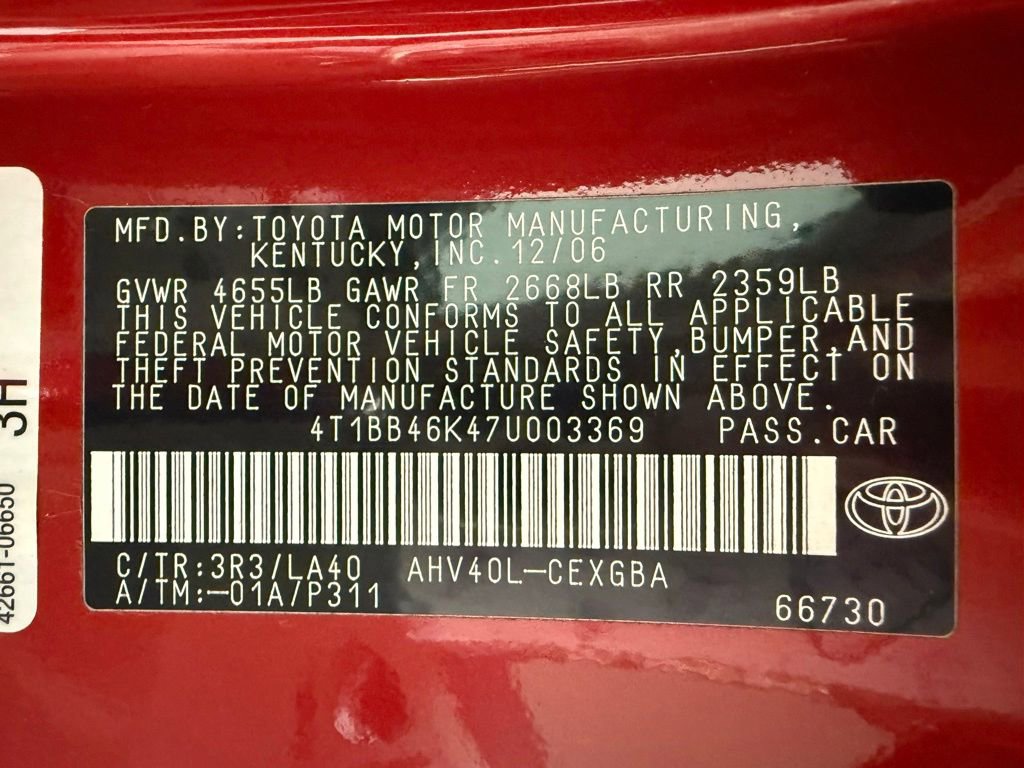 MFD.BY:TOYOTA MOTOR MANUFACTURING,
KENTUCKY,INC.12/06
GVWR 4655LB GAWR FR 2668LB RR 2359LB
THIS VEHICLE CONFORMS TO ALL APPLICABLE
FEDERAL MOTOR VEHICLE SAFETY,BUMPER,AND
THEFT PREVENTION STANDARDS IN EFFECT ON
THE DATE OF MANUFACTURE SHOWN ABOVE.
4T1BB46K47U003369 PASS.CAR
C/TR:3R3/LA40 AHV40L-CEXGBA
A/TM:-01A/P311
66730
42661-06650
3H